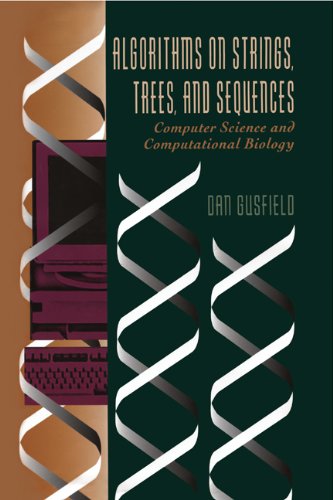 ALGORITHMS ON STRINGS,
TREES, AND SEQUENCES
Computer Science and
Computational Biology
DAN GUSFIELD